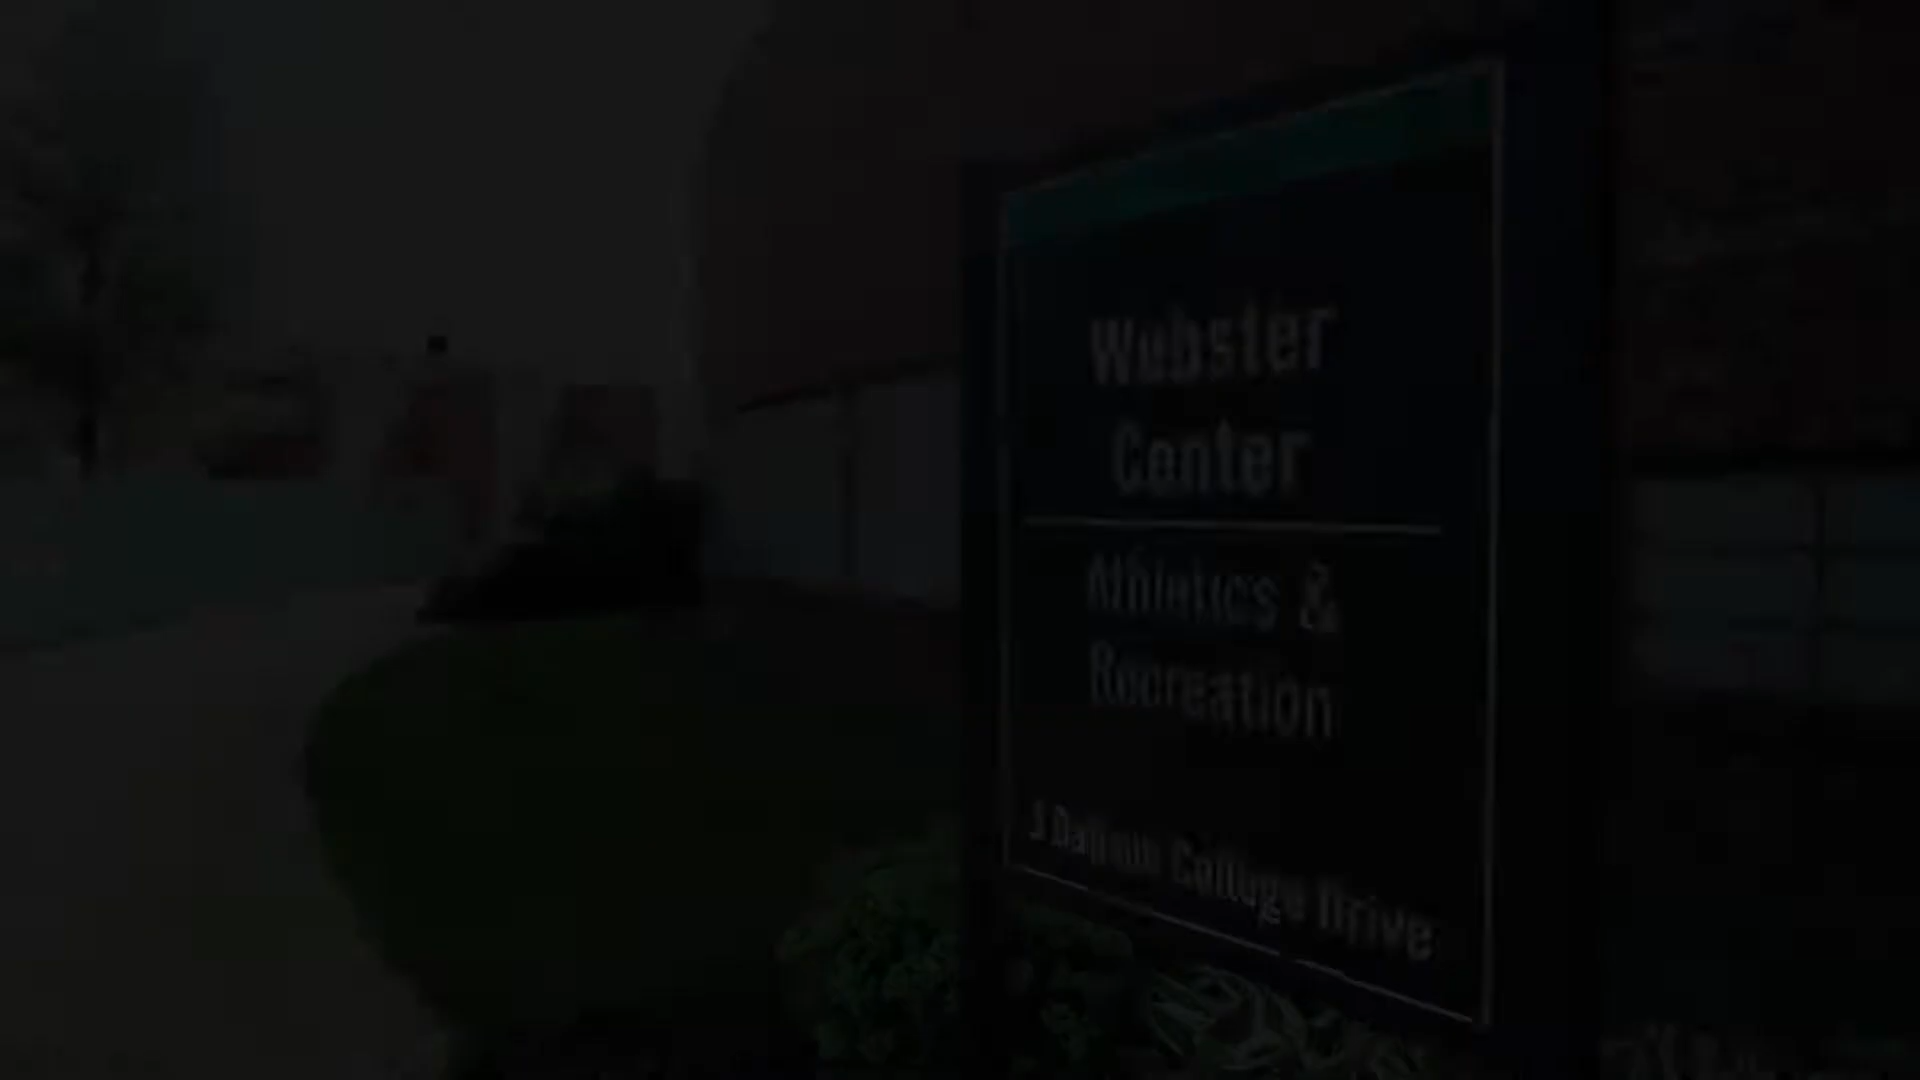 Webster
Center
Athletics &
Recreation
College Drive